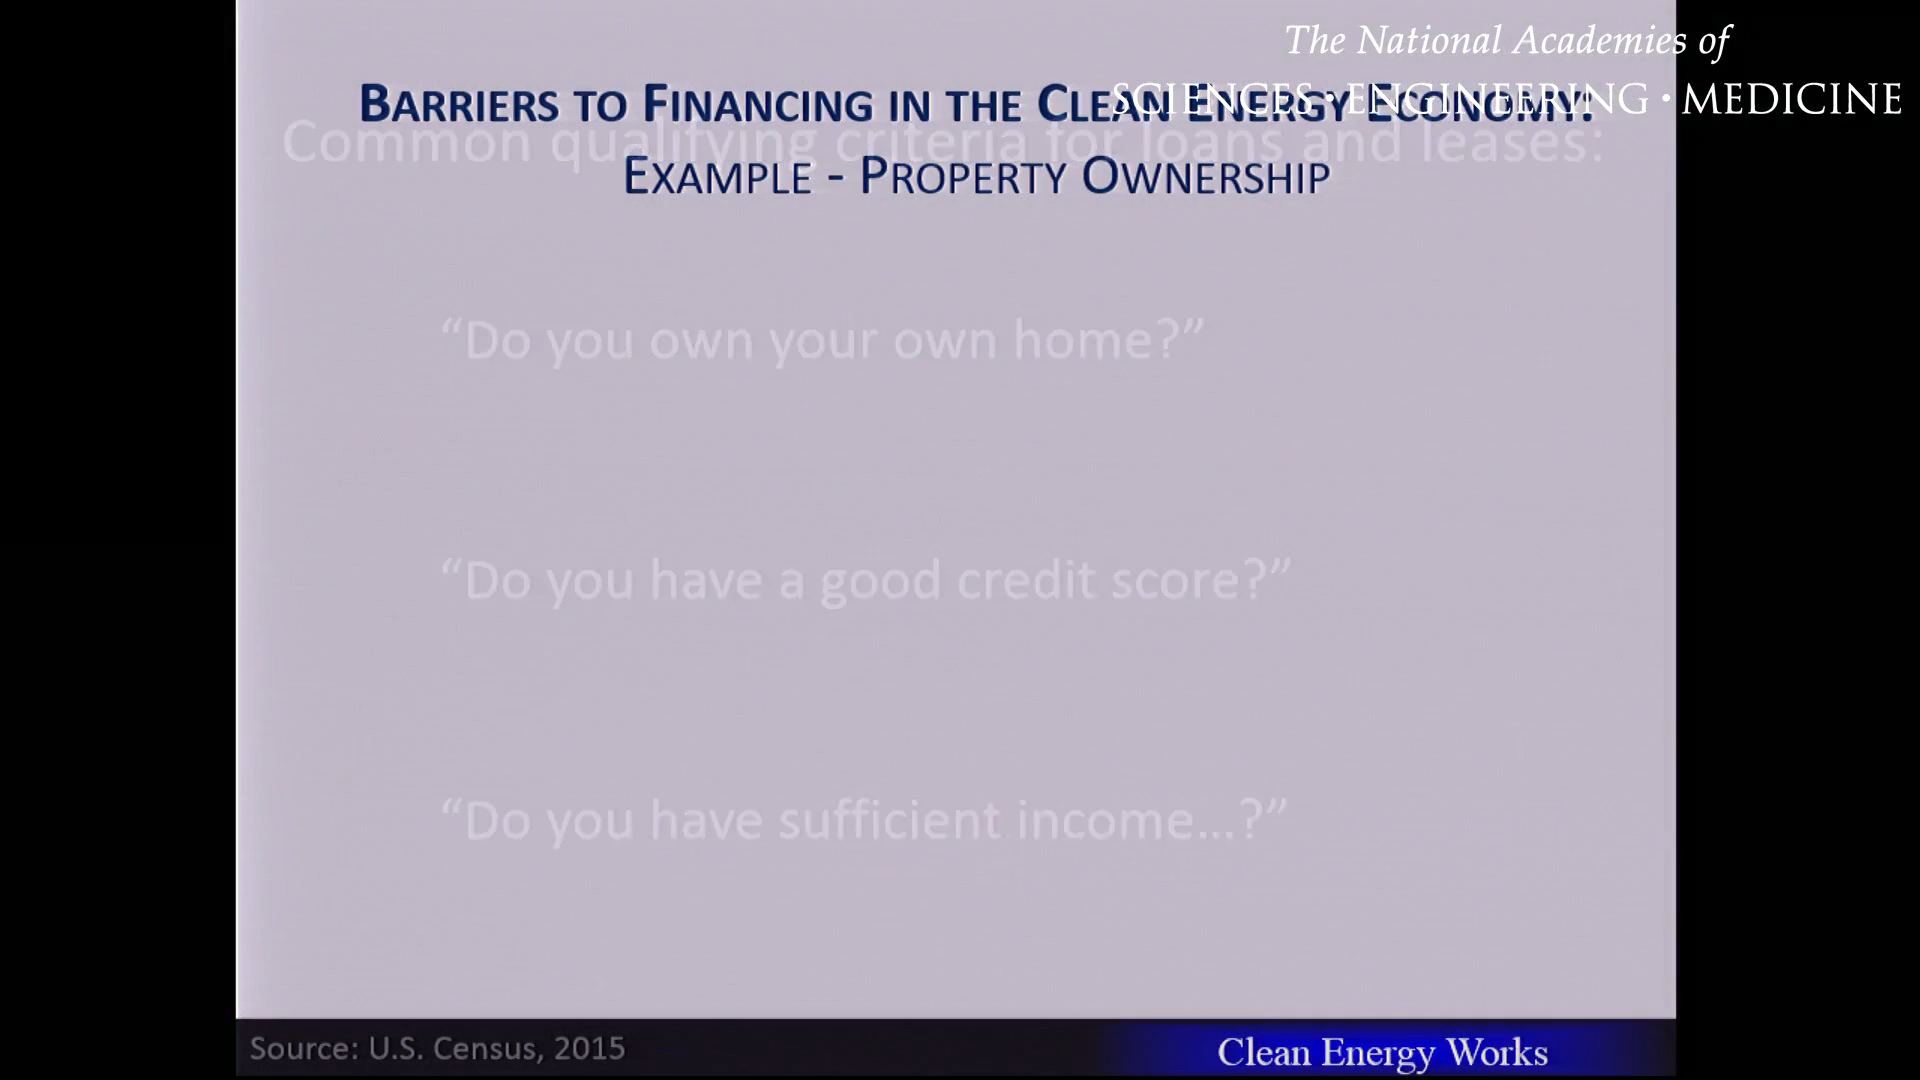 The National Academies of
SCIENCES · ENGINEERING · MEDICINE
BARRIERS TO FINANCING IN THE CLEAN ENERGY ECONOMY:
Common qualifying criteria for loans and leases:
EXAMPLE - PROPERTY OWNERSHIP
“Do you own your own home?”
“Do you have a good credit score?”
“Do you have sufficient income...?”
Source: U.S. Census, 2015
Clean Energy Works